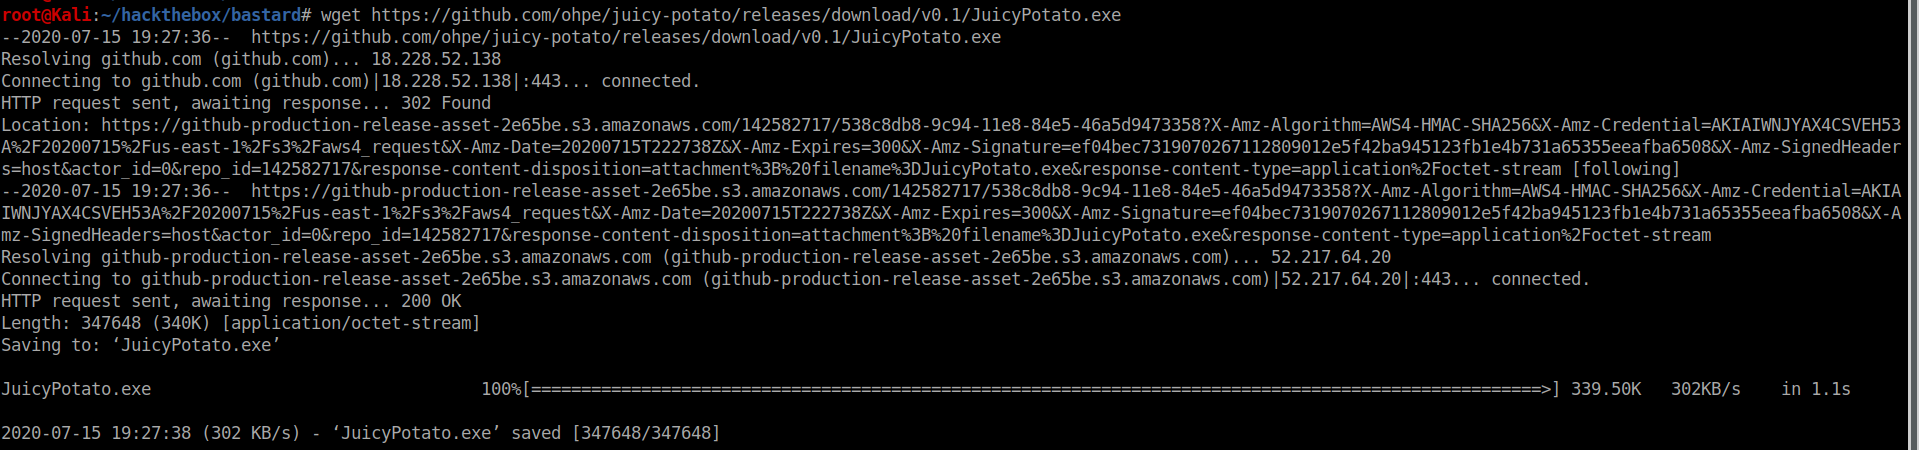 root@Kali:~/hackthebox/bastard# wget https://github.com/ohpe/juicy-potato/releases/download/v0.1/JuicyPotato.exe
--2020-07-15 19:27:36--  https://github.com/ohpe/juicy-potato/releases/download/v0.1/JuicyPotato.exe
Resolving github.com (github.com)... 18.228.52.138
Connecting to github.com (github.com)|18.228.52.138|:443... connected.
HTTP request sent, awaiting response... 302 Found
Location: https://github-production-release-asset-2e65be.s3.amazonaws.com/142582717/538c8db8-9c94-11e8-84e5-46a5d9473358?X-Amz-Algorithm=AWS4-HMAC-SHA256&X-Amz-Credential=AKIAIWNJYAX4CSVEH53
A%2F20200715%2Fus-east-1%2Fs3%2Faws4_request&X-Amz-Date=20200715T222738Z&X-Amz-Expires=300&X-Amz-Signature=ef04bec7319070267112809012e5f42ba945123fb1e4b731a65355eeafba6508&X-Amz-SignedHeader
s=host&actor_id=0&repo_id=142582717&response-content-disposition=attachment%3B%20filename%3DJuicyPotato.exe&response-content-type=application%2Foctet-stream [following]
--2020-07-15 19:27:36--  https://github-production-release-asset-2e65be.s3.amazonaws.com/142582717/538c8db8-9c94-11e8-84e5-46a5d9473358?X-Amz-Algorithm=AWS4-HMAC-SHA256&X-Amz-Credential=AKIA
IWNJYAX4CSVEH53A%2F20200715%2Fus-east-1%2Fs3%2Faws4_request&X-Amz-Date=20200715T222738Z&X-Amz-Expires=300&X-Amz-Signature=ef04bec7319070267112809012e5f42ba945123fb1e4b731a65355eeafba6508&X-A
mz-SignedHeaders=host&actor_id=0&repo_id=142582717&response-content-disposition=attachment%3B%20filename%3DJuicyPotato.exe&response-content-type=application%2Foctet-stream
Resolving github-production-release-asset-2e65be.s3.amazonaws.com (github-production-release-asset-2e65be.s3.amazonaws.com)... 52.217.64.20
Connecting to github-production-release-asset-2e65be.s3.amazonaws.com (github-production-release-asset-2e65be.s3.amazonaws.com)|52.217.64.20|:443... connected.
HTTP request sent, awaiting response... 200 OK
Length: 347648 (340K) [application/octet-stream]
Saving to: ‘JuicyPotato.exe’
JuicyPotato.exe                                 100%[=====================================================================================================>] 339.50K   302KB/s    in 1.1s
2020-07-15 19:27:38 (302 KB/s) - ‘JuicyPotato.exe’ saved [347648/347648]